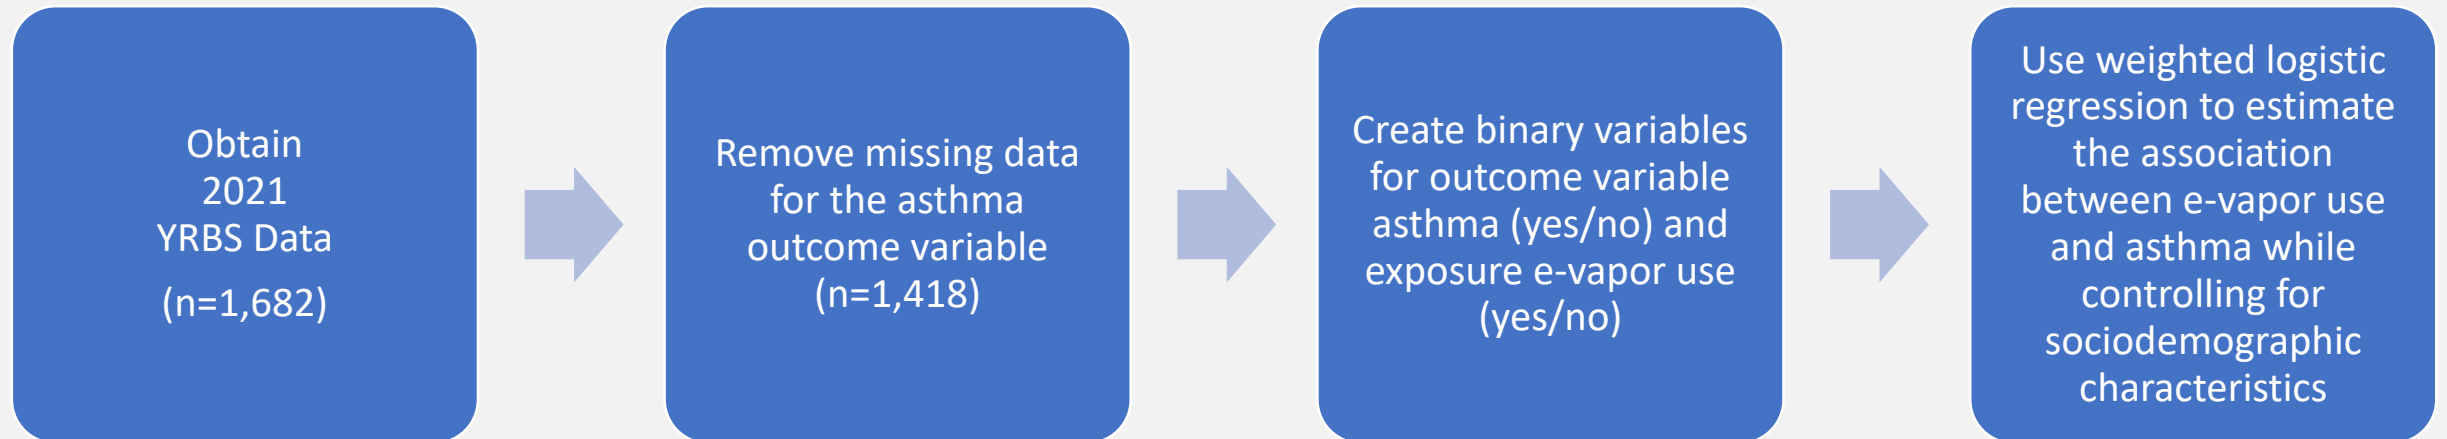 Obtain
2021
YRBS Data
(n=1,682)
Remove missing data
for the asthma
outcome variable
(n=1,418)
Create binary variables
for outcome variable
asthma (yes/no) and
exposure e-vapor use
(yes/no)
Use weighted logistic
regression to estimate
the association
between e-vapor use
and asthma while
controlling for
sociodemographic
characteristics